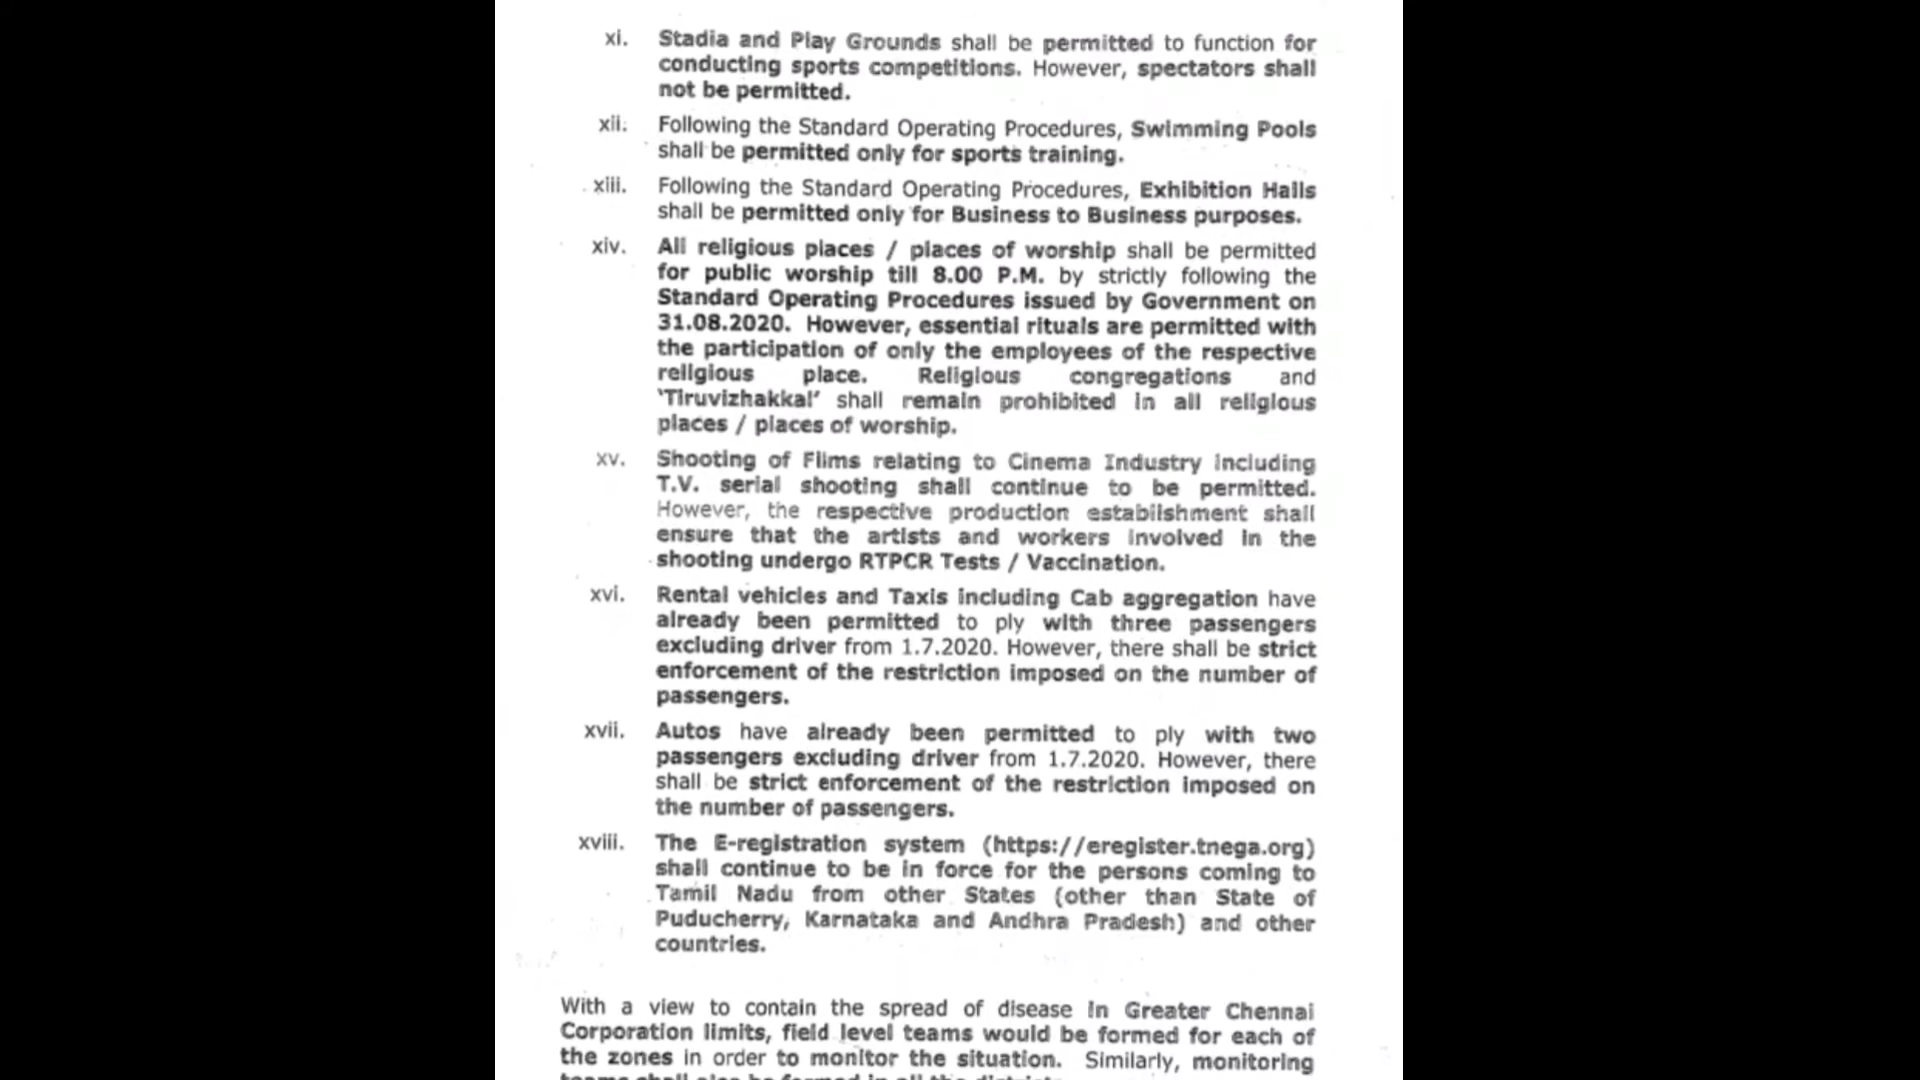 xi. Stadia and Play Grounds shall be permitted to function for
conducting sports competitions. However, spectators shall
not be permitted.
xii. Following the Standard Operating Procedures, Swimming Pools
shall be permitted only for sports training.
xiii. Following the Standard Operating Procedures, Exhibition Halls
shall be permitted only for Business to Business purposes.
xiv. All religious places / places of worship shall be permitted
for public worship till 8.00 P.M. by strictly following the
Standard Operating Procedures issued by Government on
31.08.2020. However, essential rituals are permitted with
the participation of only the employees of the respective
religious place. Religious congregations and
'Tiruvizhakkal' shall remain prohibited in all religious
places / places of worship.
xv. Shooting of Flims relating to Cinema Industry including
T.V. serial shooting shall continue to be permitted.
However, the respective production establishment shall
ensure that the artists and workers involved in the
shooting undergo RTPCR Tests / Vaccination.
xvi. Rental vehicles and Taxis including Cab aggregation have
already been permitted to ply with three passengers
excluding driver from 1.7.2020. However, there shall be strict
enforcement of the restriction imposed on the number of
passengers.
xvii. Autos have already been permitted to ply with two
passengers excluding driver from 1.7.2020. However, there
shall be strict enforcement of the restriction imposed on
the number of passengers.
xviii. The E-registration system (https://eregister.tnega.org)
shall continue to be in force for the persons coming to
Tamil Nadu from other States (other than State of
Puducherry, Karnataka and Andhra Pradesh) and other
countries.
With a view to contain the spread of disease in Greater Chennai
Corporation limits, field level teams would be formed for each of
the zones in order to monitor the situation. Similarly, monitoring
teams shall also be formed in all the districts.